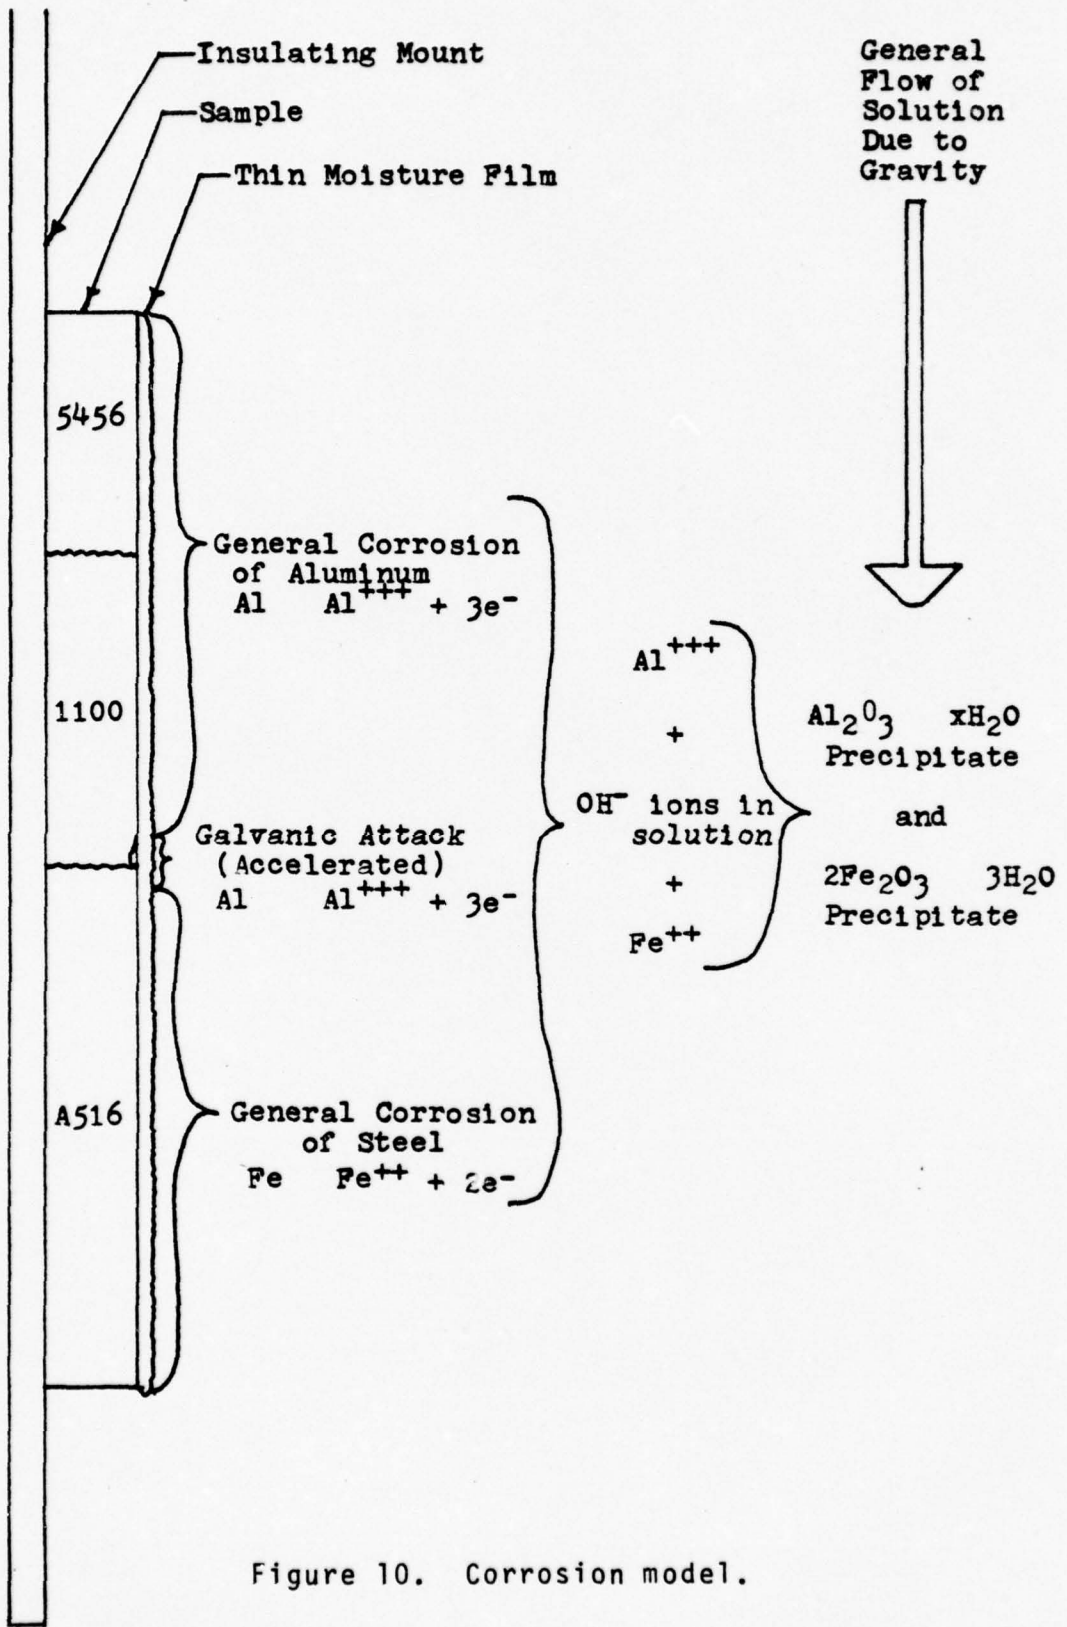 Insulating Mount
Sample
Thin Moisture Film
General
Flow of
Solution
Due to
Gravity
5456
1100
A516
General Corrosion
of Aluminum
Al Al+++ + 3e-
Galvanic Attack
(Accelerated)
Al Al+++ + 3e-
General Corrosion
of Steel
Fe Fe++ + 2e-
Al+++
+
OH- ions in
solution
+
Fe++
Al2O3 xH2O
Precipitate
and
2Fe2O3 3H2O
Precipitate
Figure 10. Corrosion model.